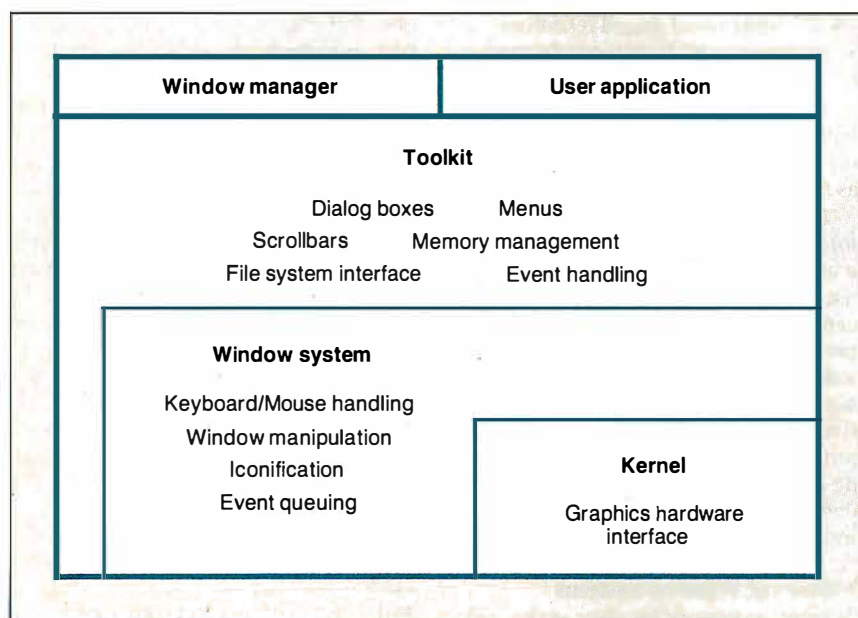 Window manager
User application
Toolkit
Dialog boxes Menus
Scrollbars Memory management
File system interface Event handling
Window system
Keyboard/Mouse handling
Window manipulation
Iconification
Event queuing
Kernel
Graphics hardware
interface